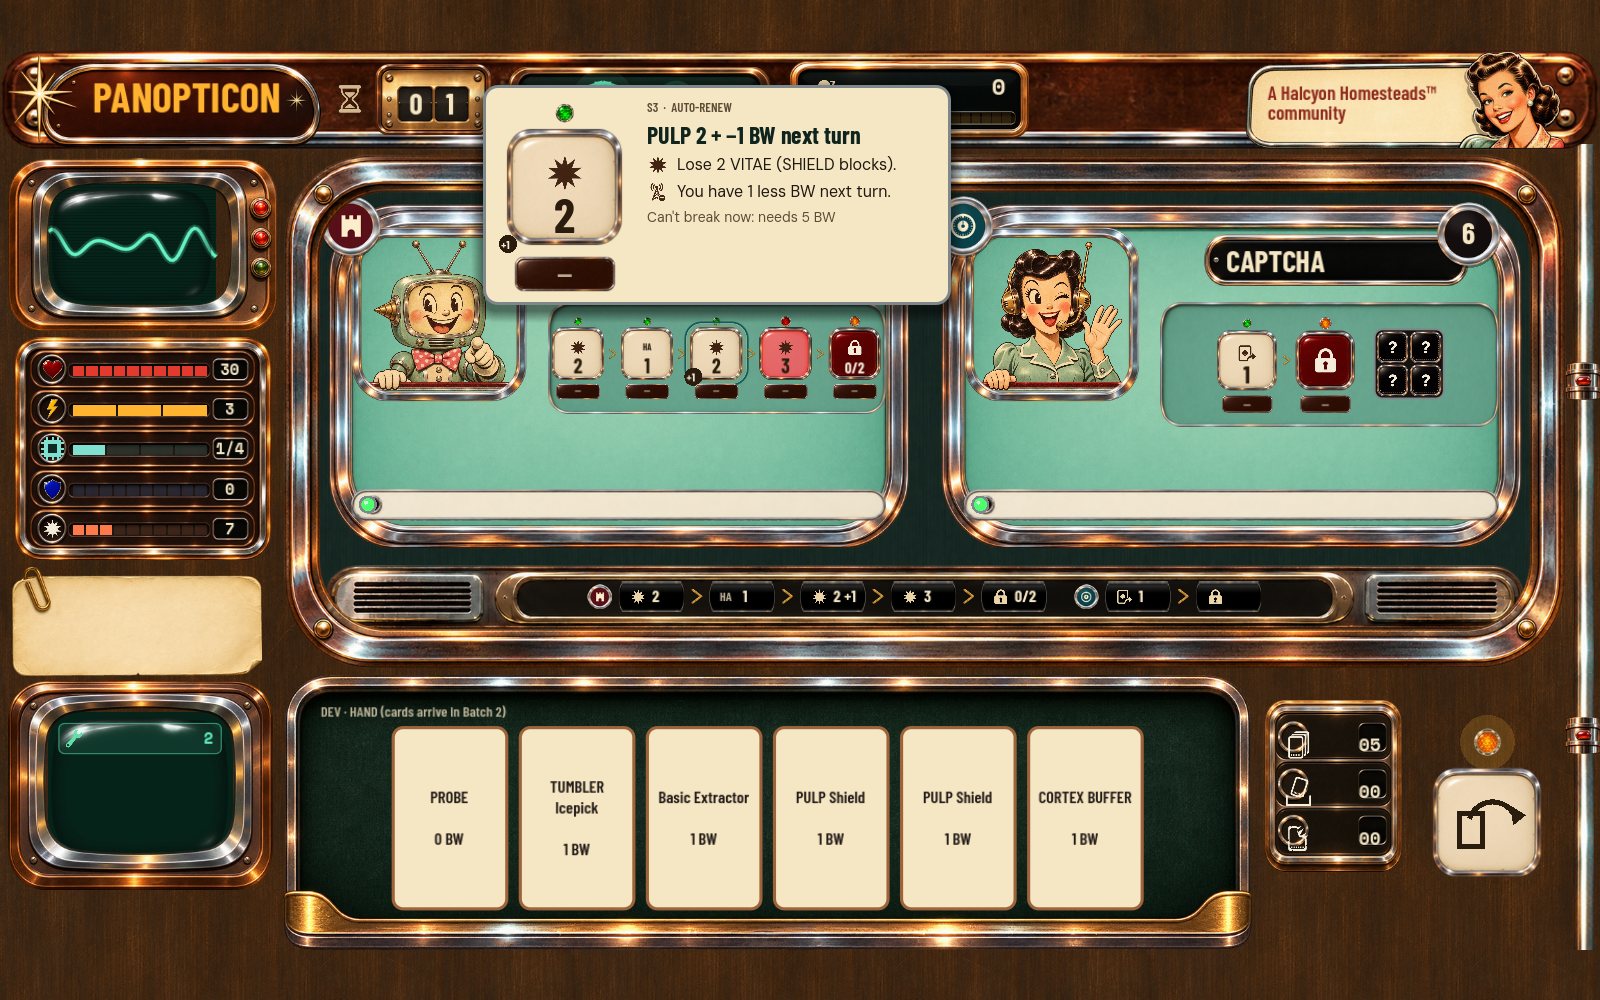 PANOPTICON
0 1
0
A Halcyon Homesteads™
community
S3 · AUTO-RENEW
PULP 2 + −1 BW next turn
Lose 2 VITAE (SHIELD blocks).
You have 1 less BW next turn.
Can't break now: needs 5 BW
2
+1
—
6
CAPTCHA
2
HA
1
2
+1
3
0/2
— — — — —
1
? ?
? ?
— —
30
3
1/4
0
7
2 > HA 1 > 2 +1 > 3 > 0/2 1 >
2
DEV · HAND (cards arrive in Batch 2)
PROBE
0 BW
TUMBLER
Icepick
1 BW
Basic Extractor
1 BW
PULP Shield
1 BW
PULP Shield
1 BW
CORTEX BUFFER
1 BW
05
00
00